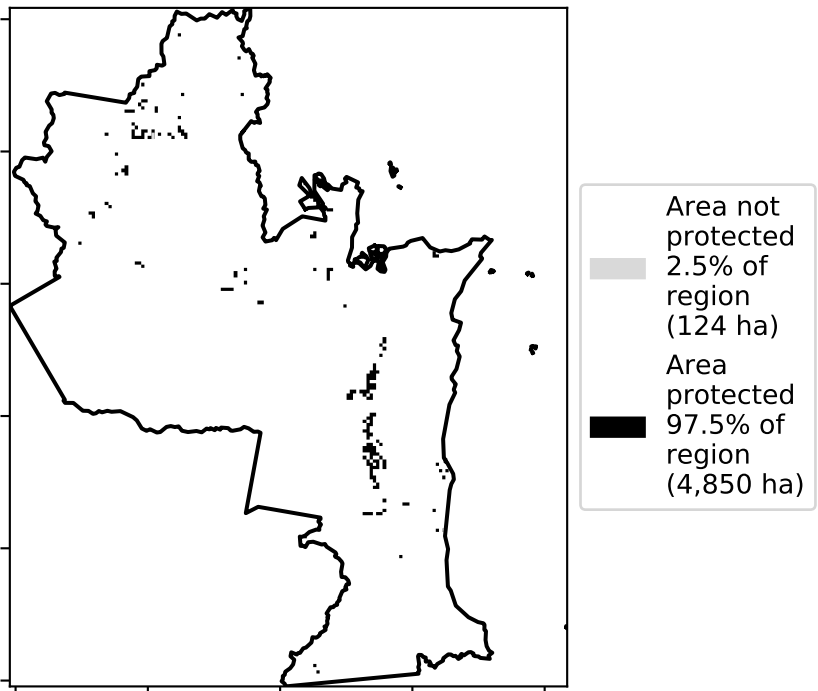 Area not
protected
2.5% of
region
(124 ha)
Area
protected
97.5% of
region
(4,850 ha)